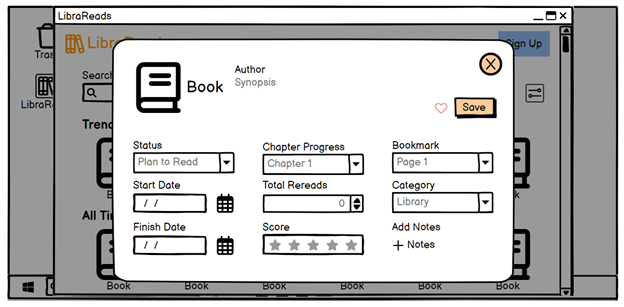 LibraReads
Tras
LibraReads
Sign Up
Book
Author
Synopsis
Search
Save
LibraR
Trend
Status
Chapter Progress
Bookmark
Plan to Read
Chapter 1
Page 1
Start Date
Total Rereads
Category
/ /
0
Library
All Ti
Finish Date
Score
Add Notes
/ /
+ Notes
Book
Book
Book
Book
Book
Book